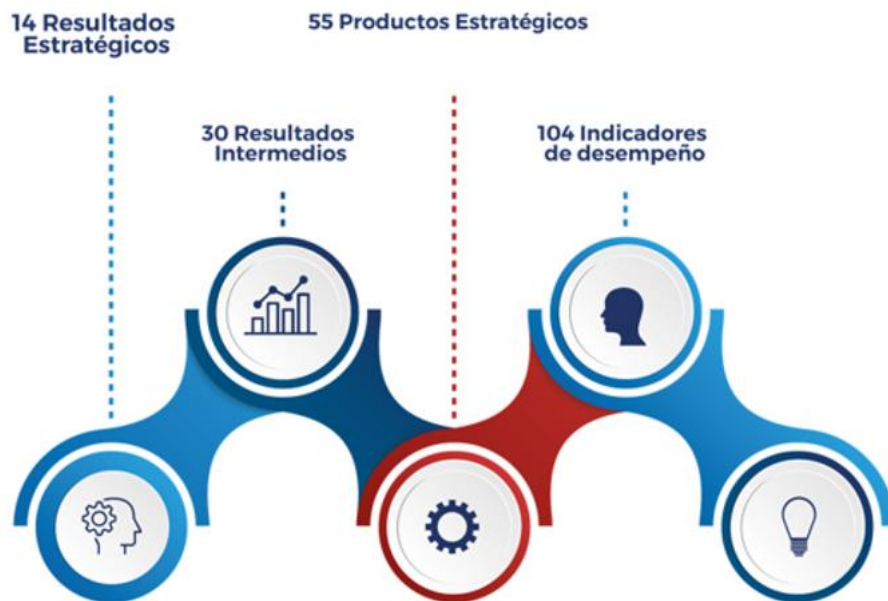 14 Resultados
Estratégicos
55 Productos Estratégicos
30 Resultados
Intermedios
104 Indicadores
de desempeño